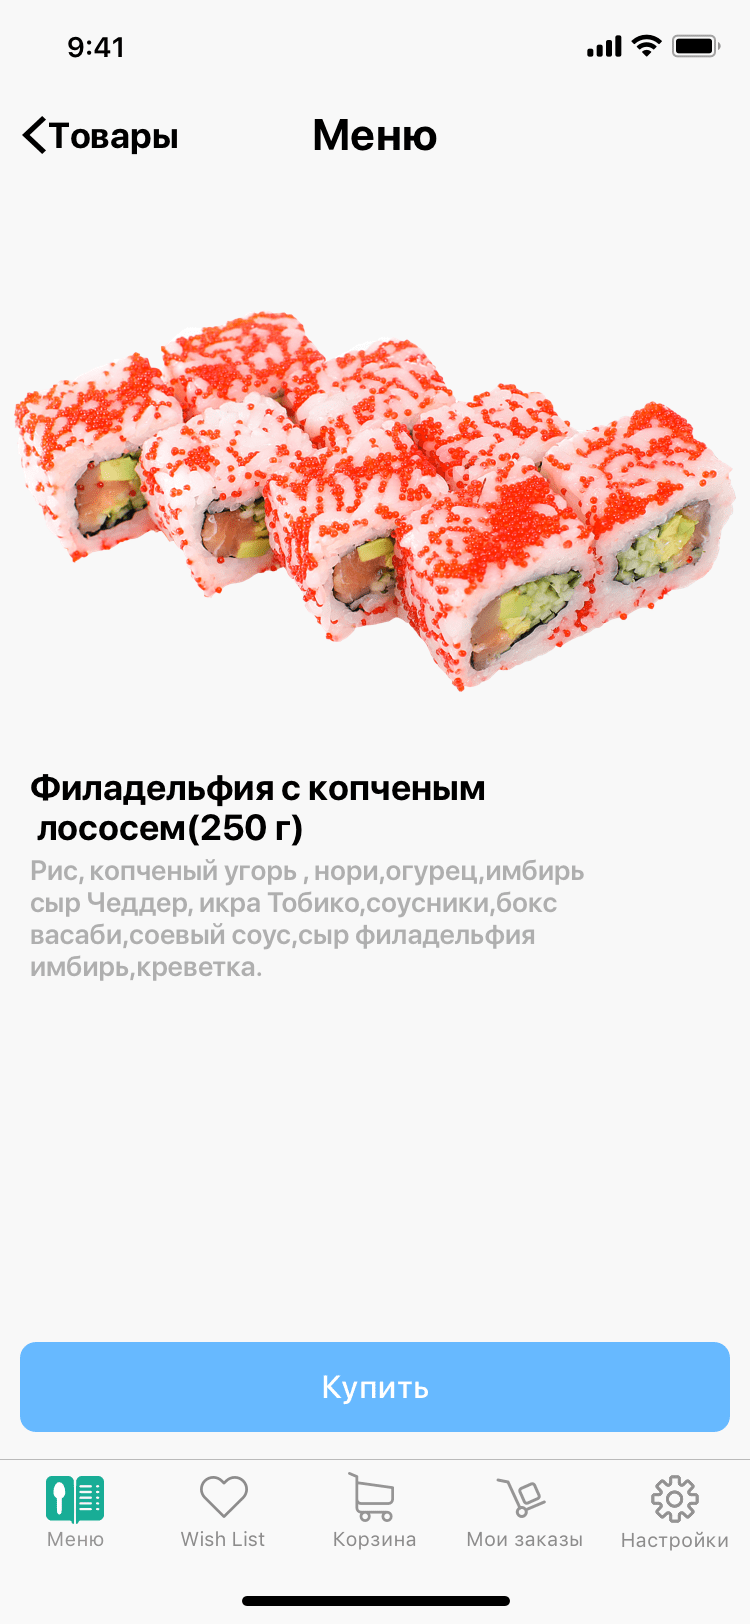 9:41
Товары
Меню
Филадельфия с копченым
лососем(250 г)
Рис, копченый угорь , нори,огурец,имбирь
сыр Чеддер, икра Тобико,соусники,бокс
васаби,соевый соус,сыр филадельфия
имбирь,креветка.
Купить
Меню
Wish List
Корзина
Мои заказы
Настройки